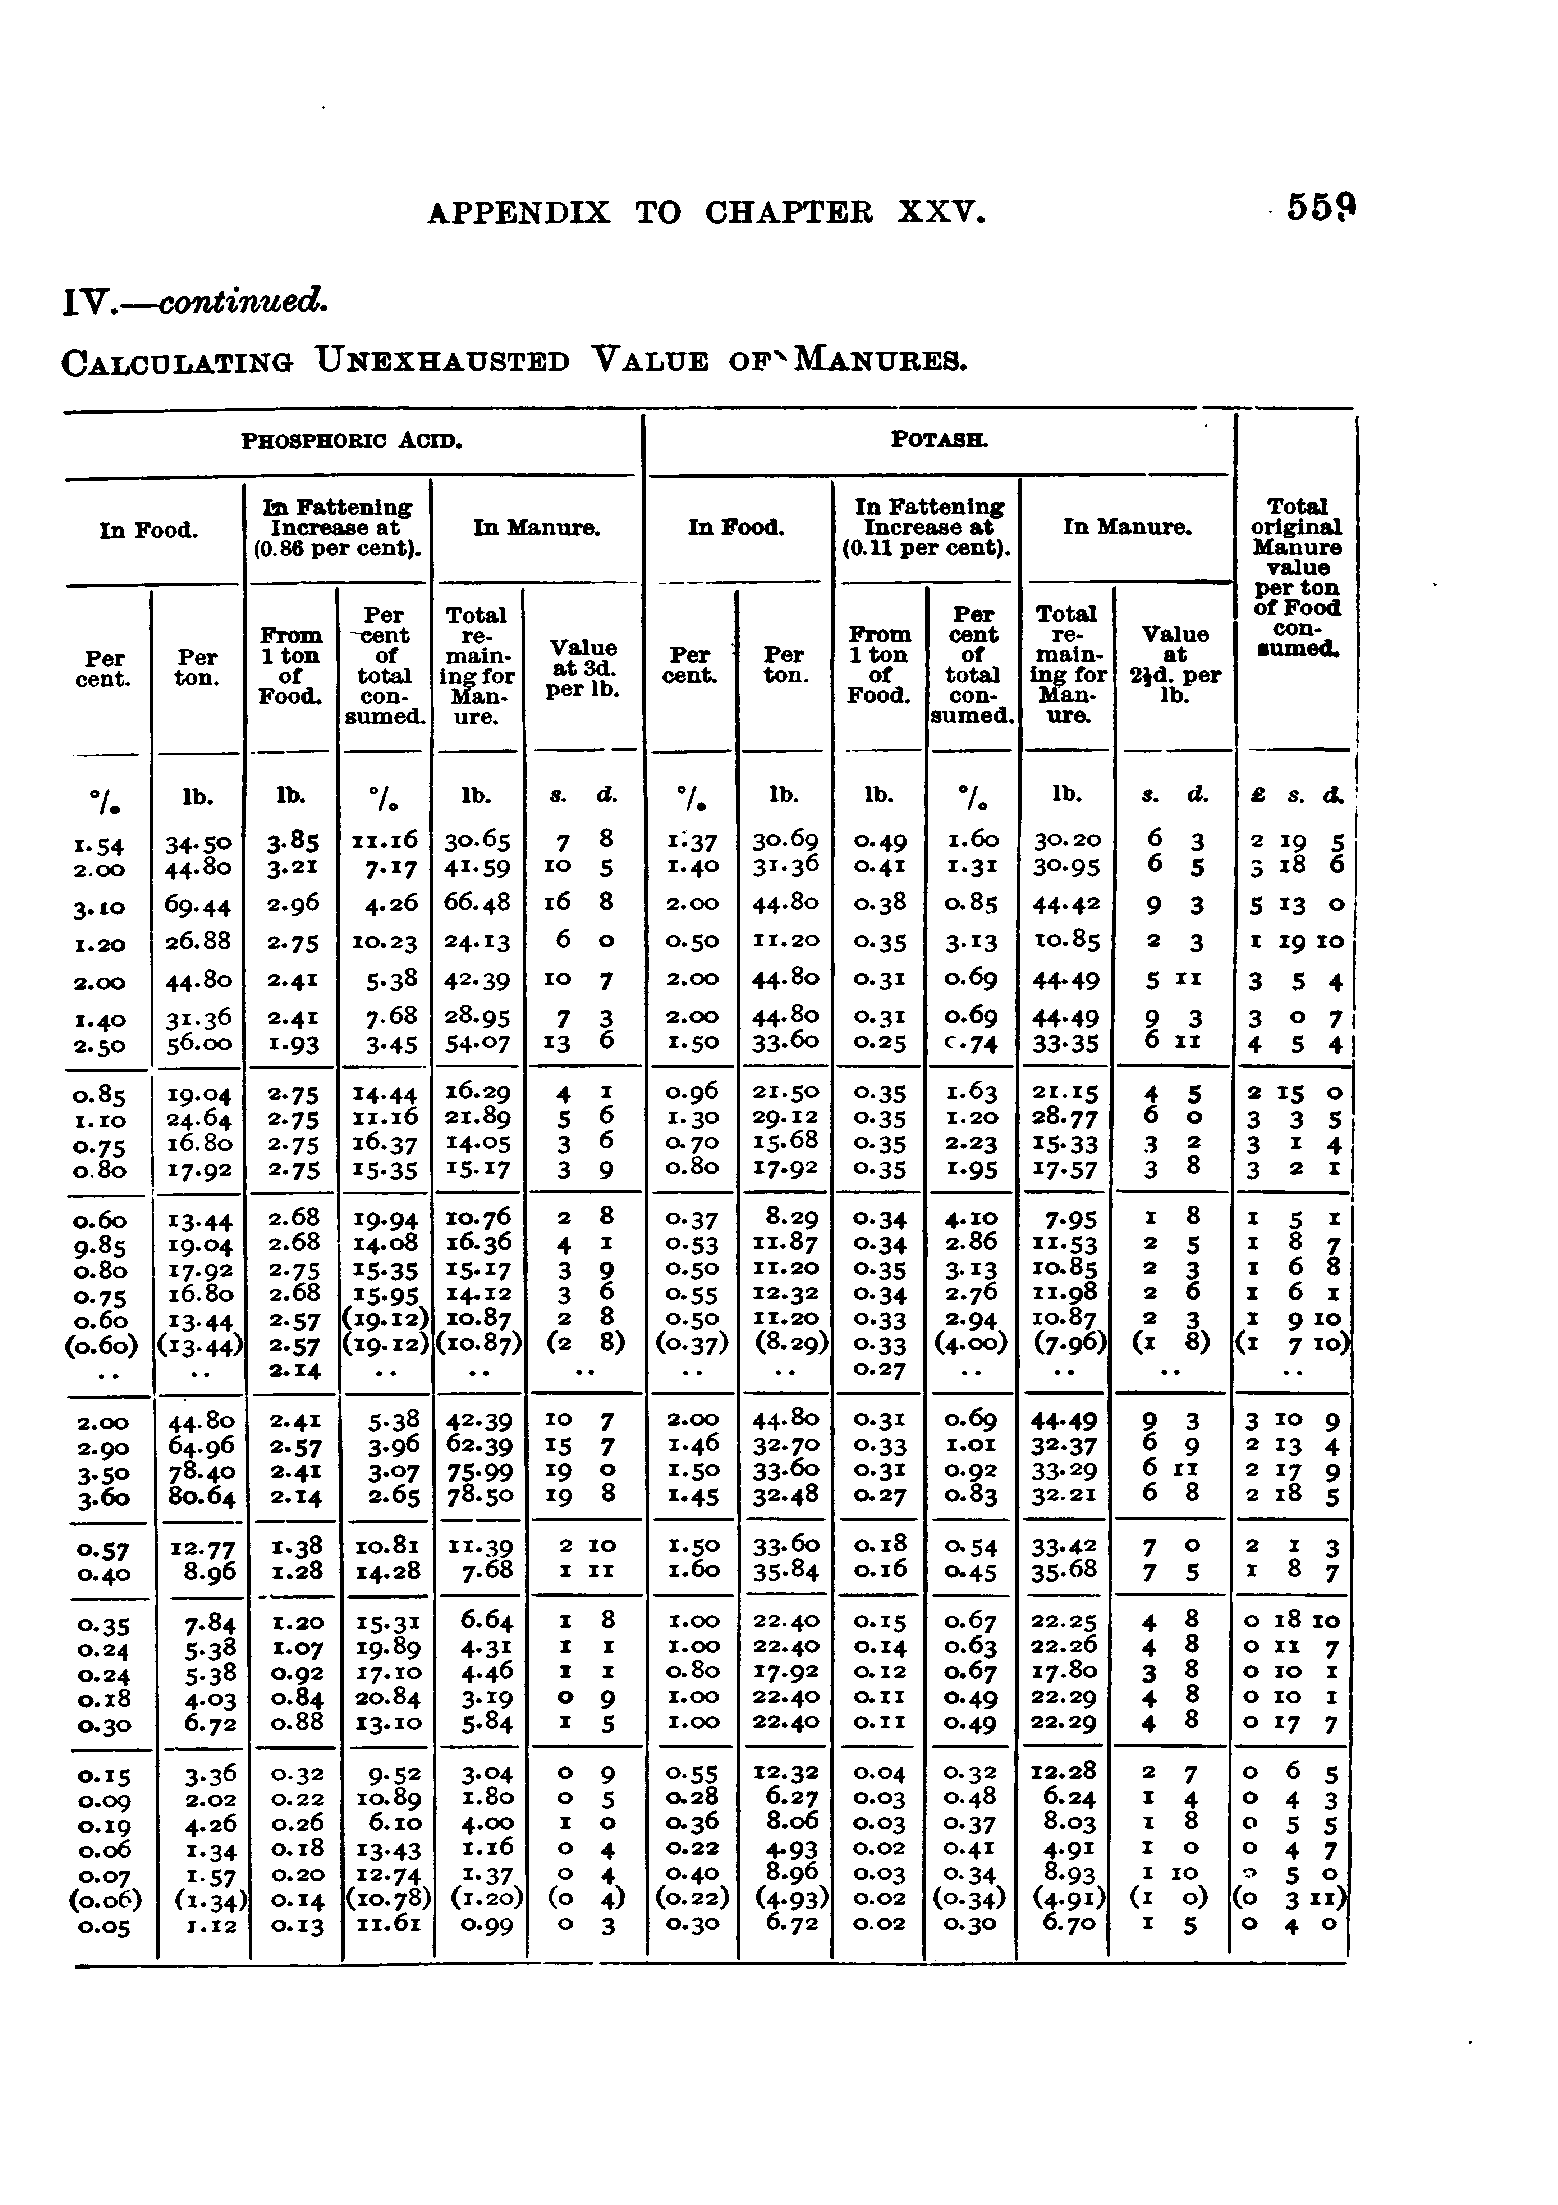 APPENDIX TO CHAPTER XXV. 559
IV.—continued.
CALCULATING UNEXHAUSTED VALUE OF MANURES.
PHOSPHORIC ACID. POTASH. Total original Manure value per ton of Food con- sumed.
In Food. In Fattening Increase at (0.86 per cent). In Manure. In Food. In Fattening Increase at (0.11 per cent). In Manure.
Per cent. Per ton. From 1 ton of Food. Per cent of total con- sumed. Total re- main- ing for Man- ure. Value at 3d. per lb. Per cent. Per ton. From 1 ton of Food. Per cent of total con- sumed. Total re- main- ing for Man- ure. Value at 2½d. per lb.
°/₀ lb. lb. °/₀ lb. s. d. °/₀ lb. lb. °/₀ lb. s. d. £ s. d.
1.54 34.50 3.85 11.16 30.65 7 8 1.37 30.69 0.49 1.60 30.20 6 3 2 19 5
2.00 44.80 3.21 7.17 41.59 10 5 1.40 31.36 0.41 1.31 30.95 6 5 3 18 6
3.10 69.44 2.96 4.26 66.48 16 8 2.00 44.80 0.38 0.85 44.42 9 3 5 13 0
1.20 26.88 2.75 10.23 24.13 6 0 0.50 11.20 0.35 3.13 10.85 2 3 1 19 10
2.00 44.80 2.41 5.38 42.39 10 7 2.00 44.80 0.31 0.69 44.49 5 11 3 5 4
1.40 31.36 2.41 7.68 28.95 7 3 2.00 44.80 0.31 0.69 44.49 9 3 3 0 7
2.50 56.00 1.93 3.45 54.07 13 6 1.50 33.60 0.25 0.74 33.35 6 11 4 5 4
0.85 19.04 2.75 14.44 16.29 4 1 0.96 21.50 0.35 1.63 21.15 4 5 2 15 0
1.10 24.64 2.75 11.16 21.89 5 6 1.30 29.12 0.35 1.20 28.77 6 0 3 3 5
0.75 16.80 2.75 16.37 14.05 3 6 0.70 15.68 0.35 2.23 15.33 3 2 3 1 4
0.80 17.92 2.75 15.35 15.17 3 9 0.80 17.92 0.35 1.95 17.57 3 8 3 2 1
0.60 13.44 2.68 19.94 10.76 2 8 0.37 8.29 0.34 4.10 7.95 1 8 1 5 1
9.85 19.04 2.68 14.08 16.36 4 1 0.53 11.87 0.34 2.86 11.53 2 5 1 8 7
0.80 17.92 2.75 15.35 15.17 3 9 0.50 11.20 0.35 3.13 10.85 2 3 1 6 8
0.75 16.80 2.68 15.95 14.12 3 6 0.55 12.32 0.34 2.76 11.98 2 6 1 6 1
0.60 13.44 2.57 (19.12) 10.87 2 8 0.50 11.20 0.33 2.94 10.87 2 3 1 9 10
(0.60) (13.44) 2.57 (19.12) (10.87) (2 8) (0.37) (8.29) 0.33 (4.00) (7.96) (1 8) (1 7 10)
.. .. 2.14 .. .. .. .. .. 0.27 .. .. .. ..
2.00 44.80 2.41 5.38 42.39 10 7 2.00 44.80 0.31 0.69 44.49 9 3 3 10 9
2.90 64.96 2.57 3.96 62.39 15 7 1.46 32.70 0.33 1.01 32.37 6 9 2 13 4
3.50 78.40 2.41 3.07 75.99 19 0 1.50 33.60 0.31 0.92 33.29 6 11 2 17 9
3.60 80.64 2.14 2.65 78.50 19 8 1.45 32.48 0.27 0.83 32.21 6 8 2 18 5
0.57 12.77 1.38 10.81 11.39 2 10 1.50 33.60 0.18 0.54 33.42 7 0 2 1 3
0.40 8.96 1.28 14.28 7.68 1 11 1.60 35.84 0.16 0.45 35.68 7 5 1 8 7
0.35 7.84 1.20 15.31 6.64 1 8 1.00 22.40 0.15 0.67 22.25 4 8 0 18 10
0.24 5.38 1.07 19.89 4.31 1 1 1.00 22.40 0.14 0.63 22.26 4 8 0 11 7
0.24 5.38 0.92 17.10 4.46 1 1 0.80 17.92 0.12 0.67 17.80 3 8 0 10 1
0.18 4.03 0.84 20.84 3.19 0 9 1.00 22.40 0.11 0.49 22.29 4 8 0 10 1
0.30 6.72 0.88 13.10 5.84 1 5 1.00 22.40 0.11 0.49 22.29 4 8 0 17 7
0.15 3.36 0.32 9.52 3.04 0 9 0.55 12.32 0.04 0.32 12.28 2 7 0 6 5
0.09 2.02 0.22 10.89 1.80 0 5 0.28 6.27 0.03 0.48 6.24 1 4 0 4 3
0.19 4.26 0.26 6.10 4.00 1 0 0.36 8.06 0.03 0.37 8.03 1 8 0 5 5
0.06 1.34 0.18 13.43 1.16 0 4 0.22 4.93 0.02 0.41 4.91 1 0 0 4 7
0.07 1.57 0.20 12.74 1.37 0 4 0.40 8.96 0.03 0.34 8.93 1 10 0 5 0
(0.06) (1.34) 0.14 (10.78) (1.20) (0 4) (0.22) (4.93) 0.02 (0.34) (4.91) (1 0) (0 3 11)
0.05 1.12 0.13 11.61 0.99 0 3 0.30 6.72 0.02 0.30 6.70 1 5 0 4 0